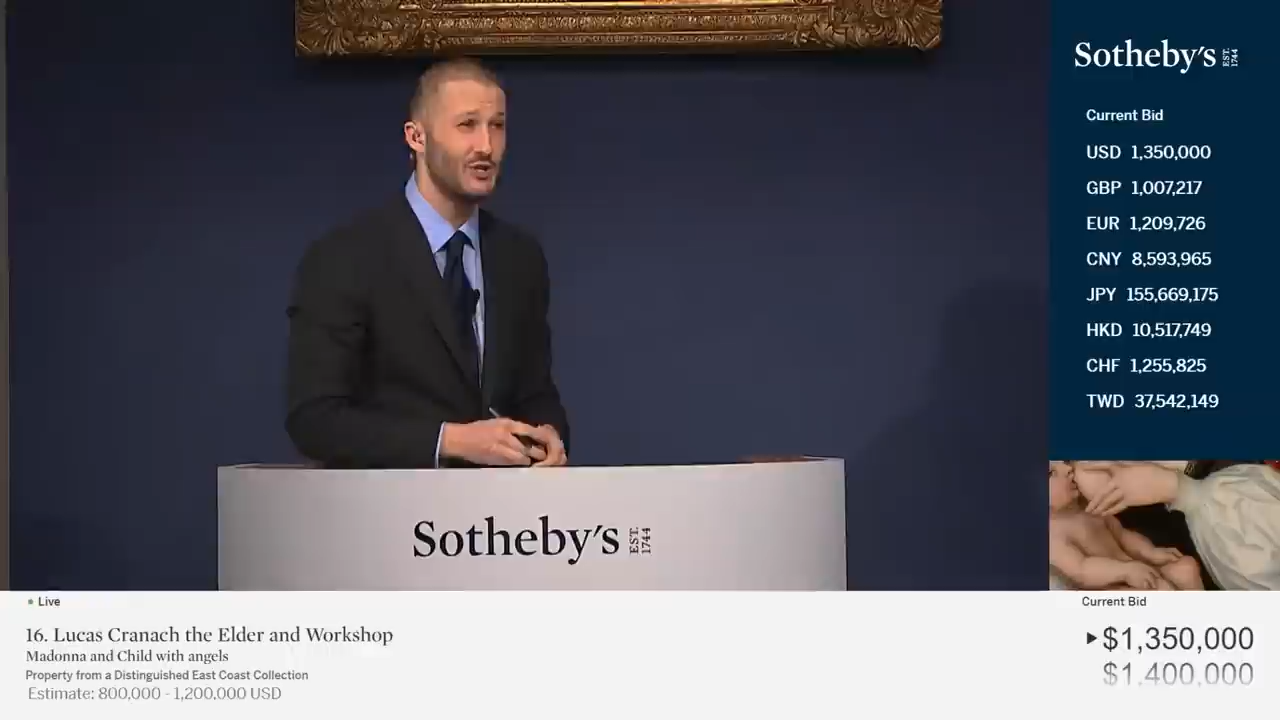 Sotheby's EST. 1744
Current Bid
USD 1,350,000
GBP 1,007,217
EUR 1,209,726
CNY 8,593,965
JPY 155,669,175
HKD 10,517,749
CHF 1,255,825
TWD 37,542,149
Sotheby's EST. 1744
Live
16. Lucas Cranach the Elder and Workshop
Madonna and Child with angels
Property from a Distinguished East Coast Collection
Estimate: 800,000 - 1,200,000 USD
Current Bid
$1,350,000
$1,400,000